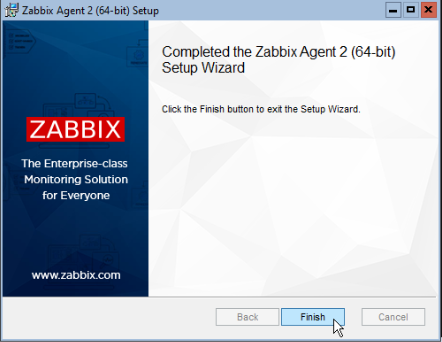 Zabbix Agent 2 (64-bit) Setup
Completed the Zabbix Agent 2 (64-bit)
Setup Wizard
Click the Finish button to exit the Setup Wizard.
ZABBIX
The Enterprise-class
Monitoring Solution
for Everyone
www.zabbix.com
Back
Finish
Cancel